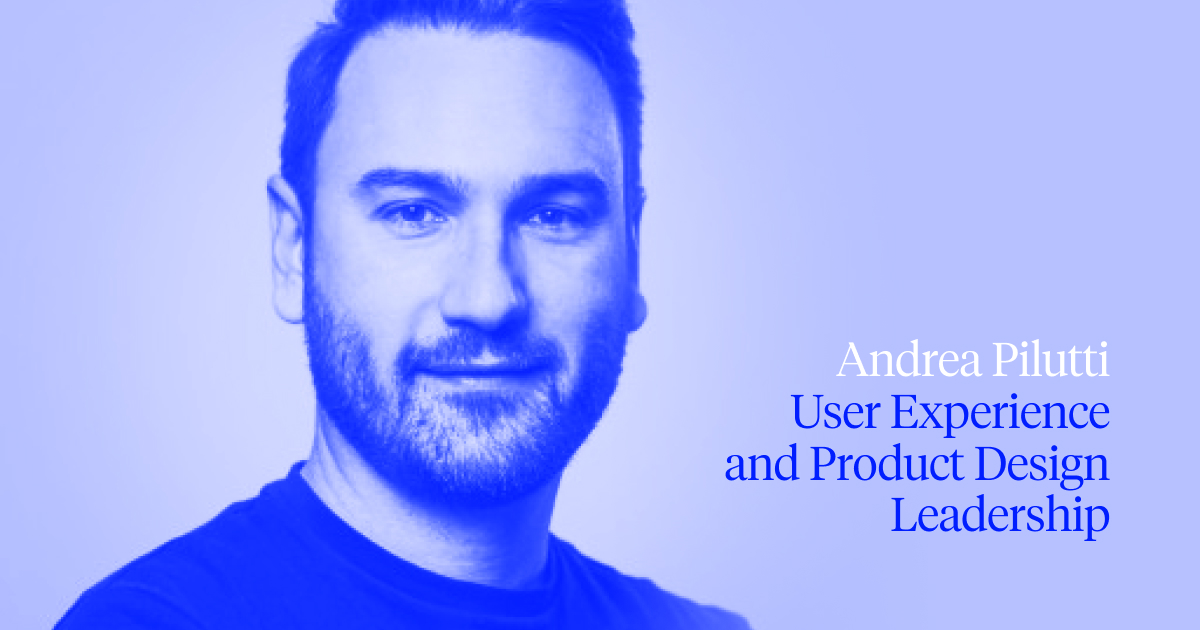 Andrea Pilutti
User Experience
and Product Design
Leadership